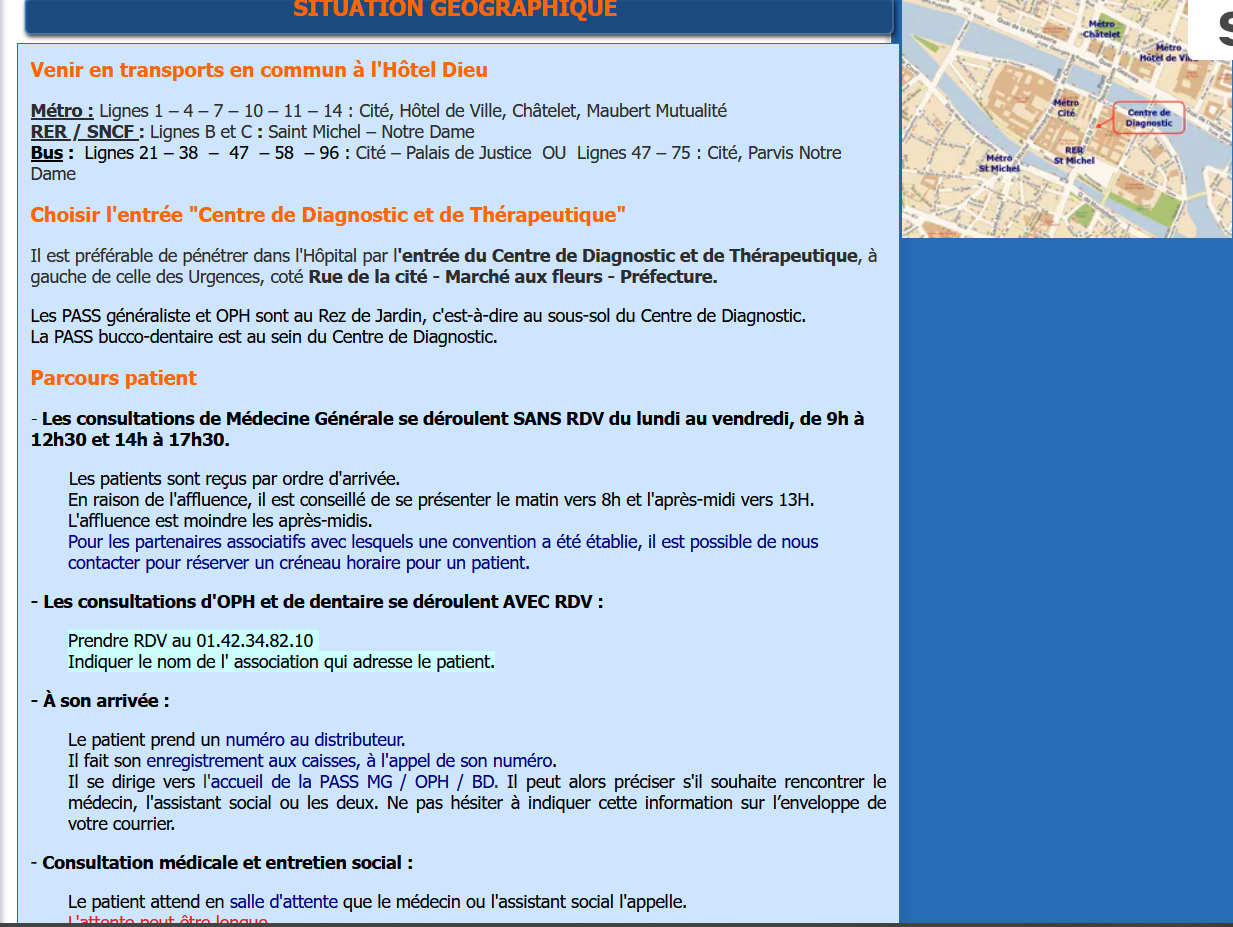 SITUATION GÉOGRAPHIQUE
Venir en transports en commun à l'Hôtel Dieu
Métro : Lignes 1 – 4 – 7 – 10 – 11 – 14 : Cité, Hôtel de Ville, Châtelet, Maubert Mutualité
RER / SNCF : Lignes B et C : Saint Michel – Notre Dame
Bus : Lignes 21 – 38 – 47 – 58 – 96 : Cité – Palais de Justice OU Lignes 47 – 75 : Cité, Parvis Notre
Dame
Choisir l'entrée "Centre de Diagnostic et de Thérapeutique"
Il est préférable de pénétrer dans l'Hôpital par l'entrée du Centre de Diagnostic et de Thérapeutique, à
gauche de celle des Urgences, coté Rue de la cité - Marché aux fleurs - Préfecture.
Les PASS généraliste et OPH sont au Rez de Jardin, c'est-à-dire au sous-sol du Centre de Diagnostic.
La PASS bucco-dentaire est au sein du Centre de Diagnostic.
Parcours patient
- Les consultations de Médecine Générale se déroulent SANS RDV du lundi au vendredi, de 9h à
12h30 et 14h à 17h30.
Les patients sont reçus par ordre d'arrivée.
En raison de l'affluence, il est conseillé de se présenter le matin vers 8h et l'après-midi vers 13H.
L'affluence est moindre les après-midis.
Pour les partenaires associatifs avec lesquels une convention a été établie, il est possible de nous
contacter pour réserver un créneau horaire pour un patient.
- Les consultations d'OPH et de dentaire se déroulent AVEC RDV :
Prendre RDV au 01.42.34.82.10
Indiquer le nom de l' association qui adresse le patient.
- À son arrivée :
Le patient prend un numéro au distributeur.
Il fait son enregistrement aux caisses, à l'appel de son numéro.
Il se dirige vers l'accueil de la PASS MG / OPH / BD. Il peut alors préciser s'il souhaite rencontrer le
médecin, l'assistant social ou les deux. Ne pas hésiter à indiquer cette information sur l’enveloppe de
votre courrier.
- Consultation médicale et entretien social :
Le patient attend en salle d'attente que le médecin ou l'assistant social l'appelle.
L'attente peut être longue
Métro
Châtelet
Métro
Hôtel de
Métro
Cité
Centre de
Diagnostic
RER
St Michel
Métro
St Michel
S